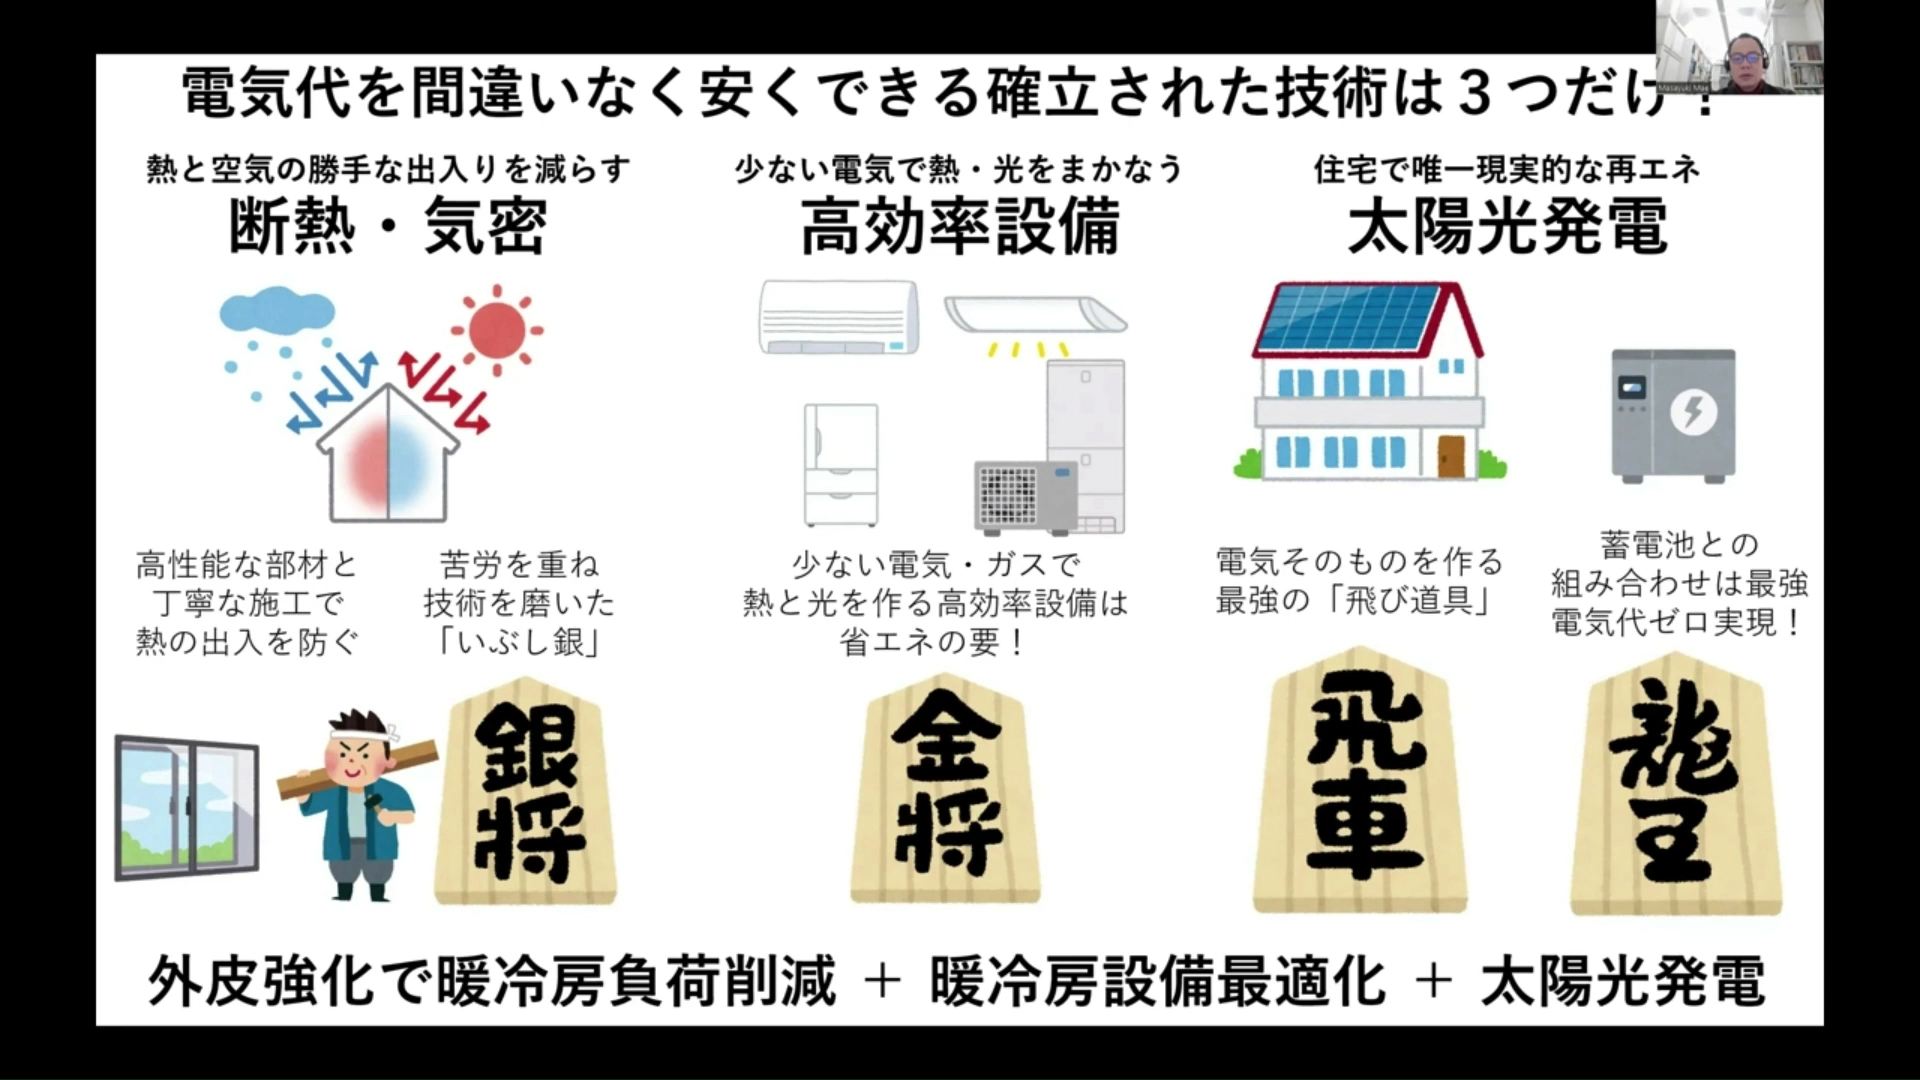 電気代を間違いなく安くできる確立された技術は３つだけ！
Masayuki Mae
熱と空気の勝手な出入りを減らす
断熱・気密
高性能な部材と
丁寧な施工で
熱の出入を防ぐ
苦労を重ね
技術を磨いた
「いぶし銀」
銀将
少ない電気で熱・光をまかなう
高効率設備
少ない電気・ガスで
熱と光を作る高効率設備は
省エネの要！
金将
住宅で唯一現実的な再エネ
太陽光発電
電気そのものを作る
最強の「飛び道具」
飛車
蓄電池との
組み合わせは最強
電気代ゼロ実現！
龍王
外皮強化で暖冷房負荷削減 ＋ 暖冷房設備最適化 ＋ 太陽光発電